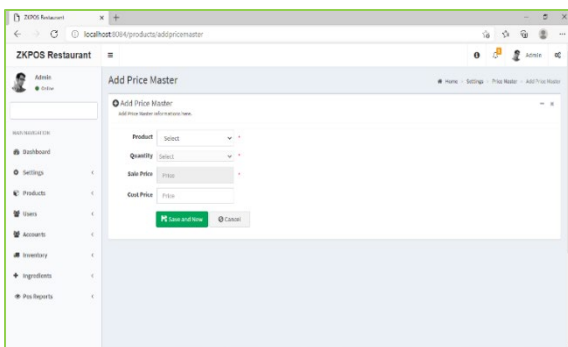 ZKPOS Restaurant
localhost:8084/products/addpricemaster
ZKPOS Restaurant
Admin
Admin
Online
Add Price Master
Home - Settings - Price Master - Add Price Master
Add Price Master
Add Price Master informations here.
MAIN NAVIGATION
Product Select *
Quantity Select *
Sale Price Price *
Cost Price Price
Save and New Cancel
Dashboard
Settings
Products
Users
Accounts
Inventory
Ingredients
Pos Reports